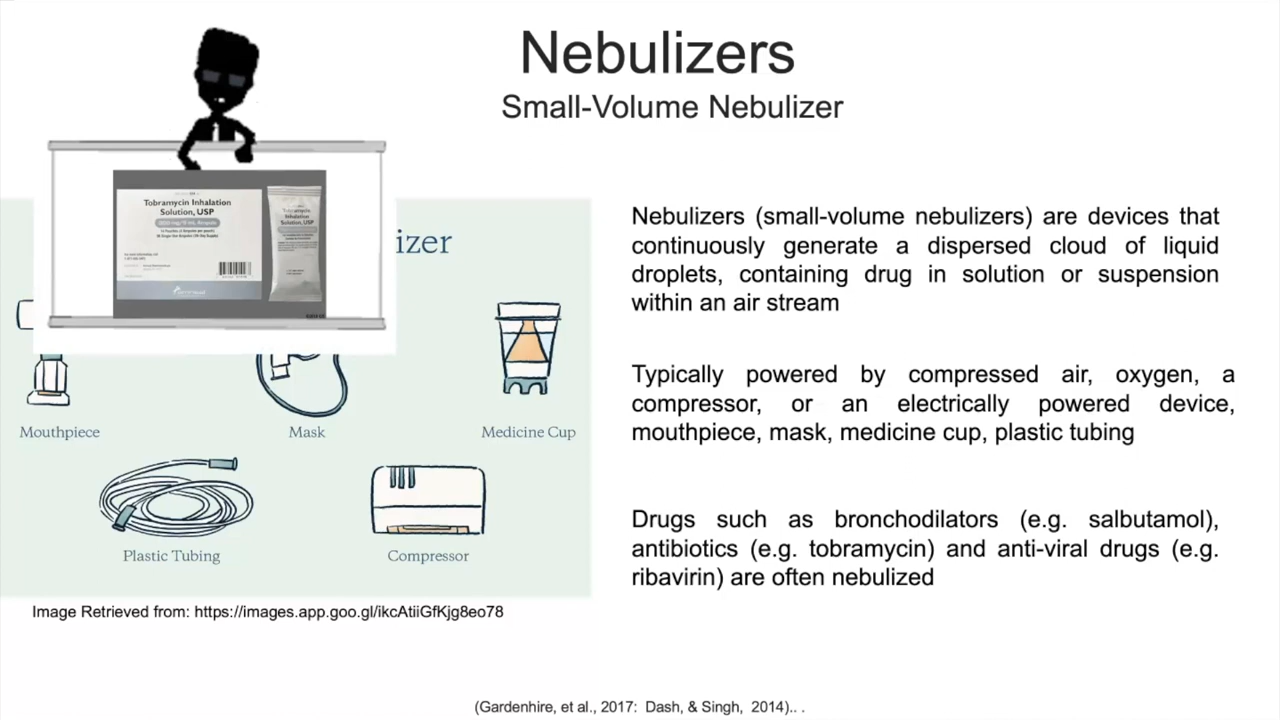 Nebulizers
Small-Volume Nebulizer
Tobramycin Inhalation
Solution, USP
Tobramycin
Inhalation
Solution, USP
izer
Mouthpiece
Mask
Medicine Cup
Plastic Tubing
Compressor
Image Retrieved from: https://images.app.goo.gl/ikcAtiiGfKjg8eo78
Nebulizers (small-volume nebulizers) are devices that
continuously generate a dispersed cloud of liquid
droplets, containing drug in solution or suspension
within an air stream
Typically powered by compressed air, oxygen, a
compressor, or an electrically powered device,
mouthpiece, mask, medicine cup, plastic tubing
Drugs such as bronchodilators (e.g. salbutamol),
antibiotics (e.g. tobramycin) and anti-viral drugs (e.g.
ribavirin) are often nebulized
(Gardenhire, et al., 2017: Dash, & Singh, 2014).. .